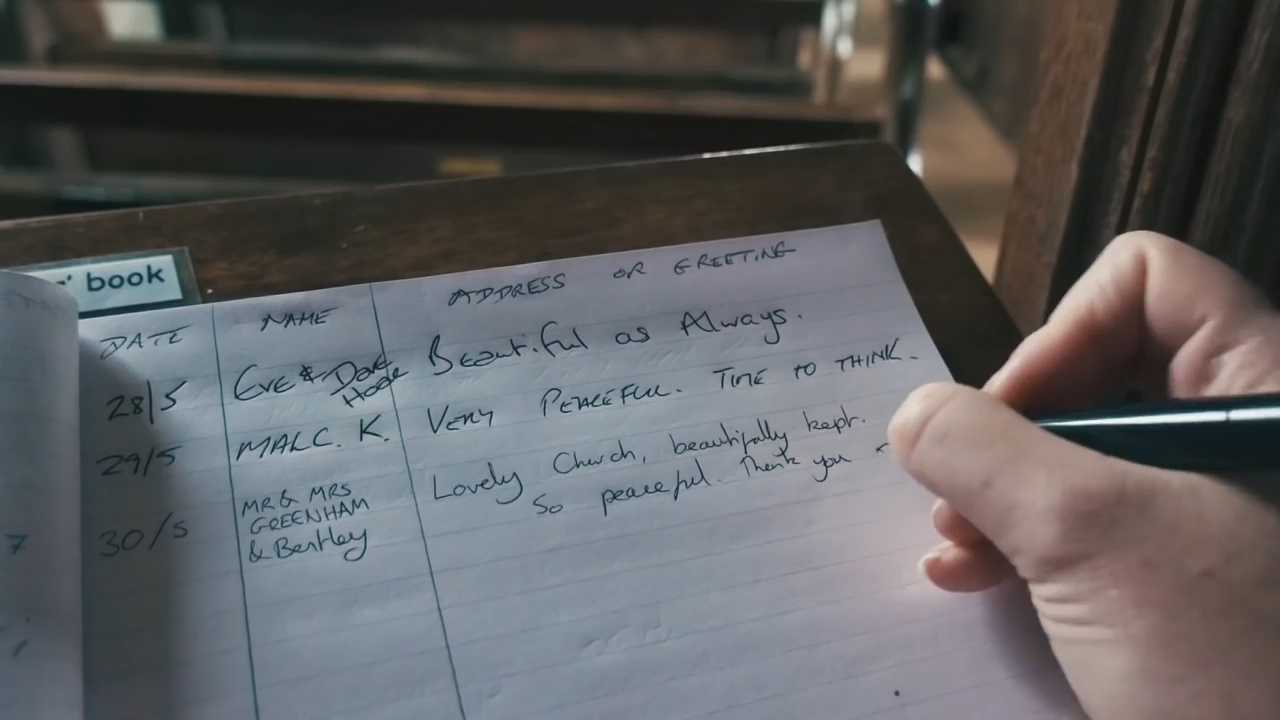 book
DATE NAME ADDRESS OR GREETING
28/5 Eve & Dave Beautiful as Always.
29/5 MALC. K. VERY PEACEFUL. TIME TO THINK.
30/5 MR & MRS Lovely Church, beautifully kept.
GREENHAM So peaceful. Thank you
& Bentley
7